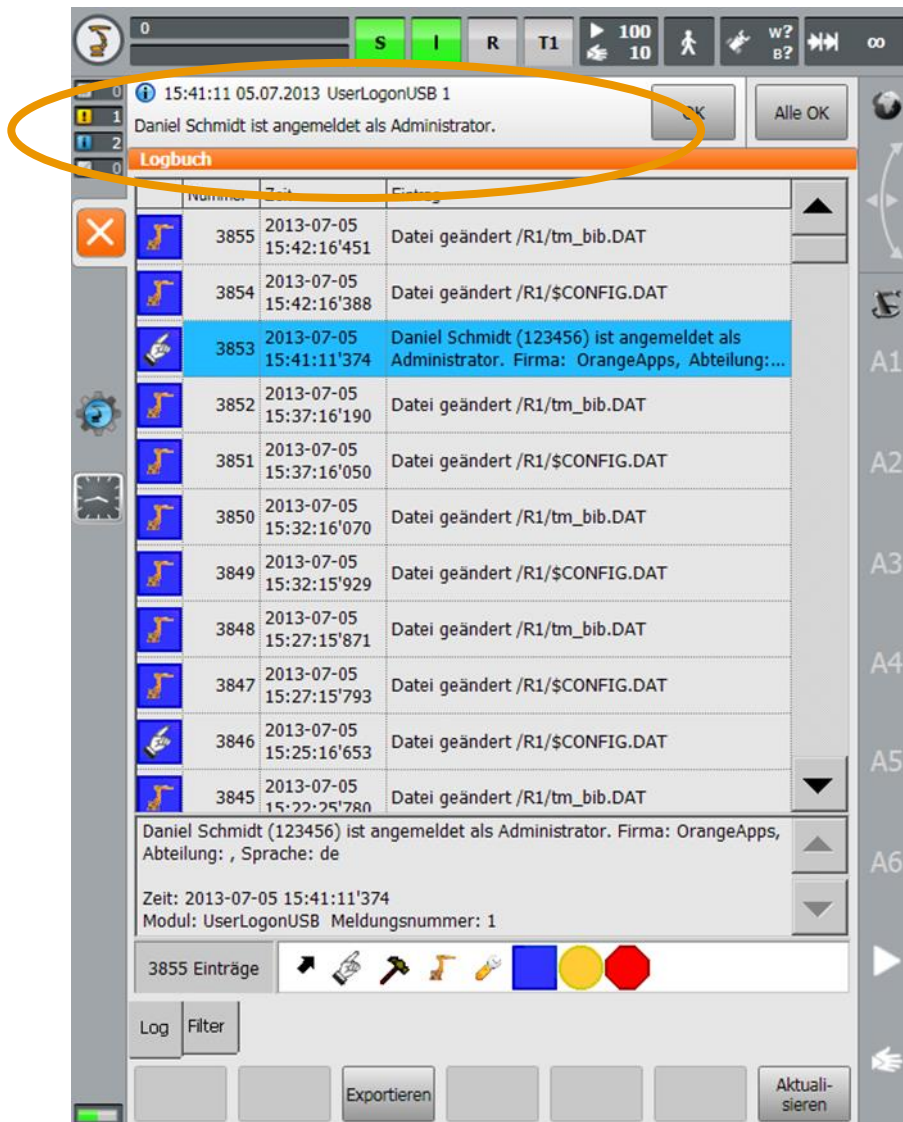 0
S I R T1 100 10 W? B? ∞
0
1
2
0
15:41:11 05.07.2013 UserLogonUSB 1
Daniel Schmidt ist angemeldet als Administrator.
OK
Alle OK
Logbuch
Nummer Zeit Eintrag
3855 2013-07-05 Datei geändert /R1/tm_bib.DAT
15:42:16'451
3854 2013-07-05 Datei geändert /R1/$CONFIG.DAT
15:42:16'388
3853 2013-07-05 Daniel Schmidt (123456) ist angemeldet als
15:41:11'374 Administrator. Firma: OrangeApps, Abteilung:...
3852 2013-07-05 Datei geändert /R1/tm_bib.DAT
15:37:16'190
3851 2013-07-05 Datei geändert /R1/$CONFIG.DAT
15:37:16'050
3850 2013-07-05 Datei geändert /R1/tm_bib.DAT
15:32:16'070
3849 2013-07-05 Datei geändert /R1/$CONFIG.DAT
15:32:15'929
3848 2013-07-05 Datei geändert /R1/tm_bib.DAT
15:27:15'871
3847 2013-07-05 Datei geändert /R1/$CONFIG.DAT
15:27:15'793
3846 2013-07-05 Datei geändert /R1/$CONFIG.DAT
15:25:16'653
3845 2013-07-05 Datei geändert /R1/tm_bib.DAT
15:22:25'780
Daniel Schmidt (123456) ist angemeldet als Administrator. Firma: OrangeApps,
Abteilung: , Sprache: de
Zeit: 2013-07-05 15:41:11'374
Modul: UserLogonUSB Meldungsnummer: 1
3855 Einträge
Log Filter
Exportieren
Aktuali-
sieren
A1
A2
A3
A4
A5
A6